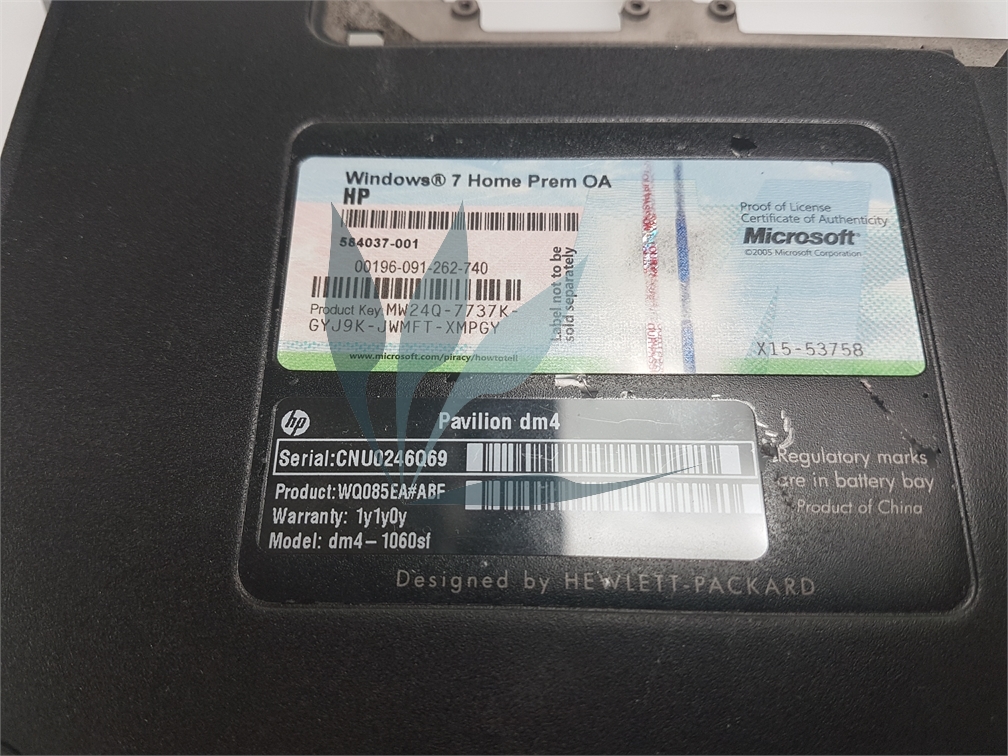 Windows® 7 Home Prem OA
HP
584037-001
00196-091-262-740
Product Key MW24Q-7737K-
GYJ9K-JWMFT-XMPGY
www.microsoft.com/piracy/howtotell
Label not to be
sold separately
Proof of License
Certificate of Authenticity
Microsoft®
©2005 Microsoft Corporation
X15-53758
hp
Pavilion dm4
Serial:CNU0246Q69
Product:WQ085EA#ABF
Warranty: 1y1y0y
Model: dm4-1060sf
Regulatory marks
are in battery bay
Product of China
Designed by HEWLETT-PACKARD